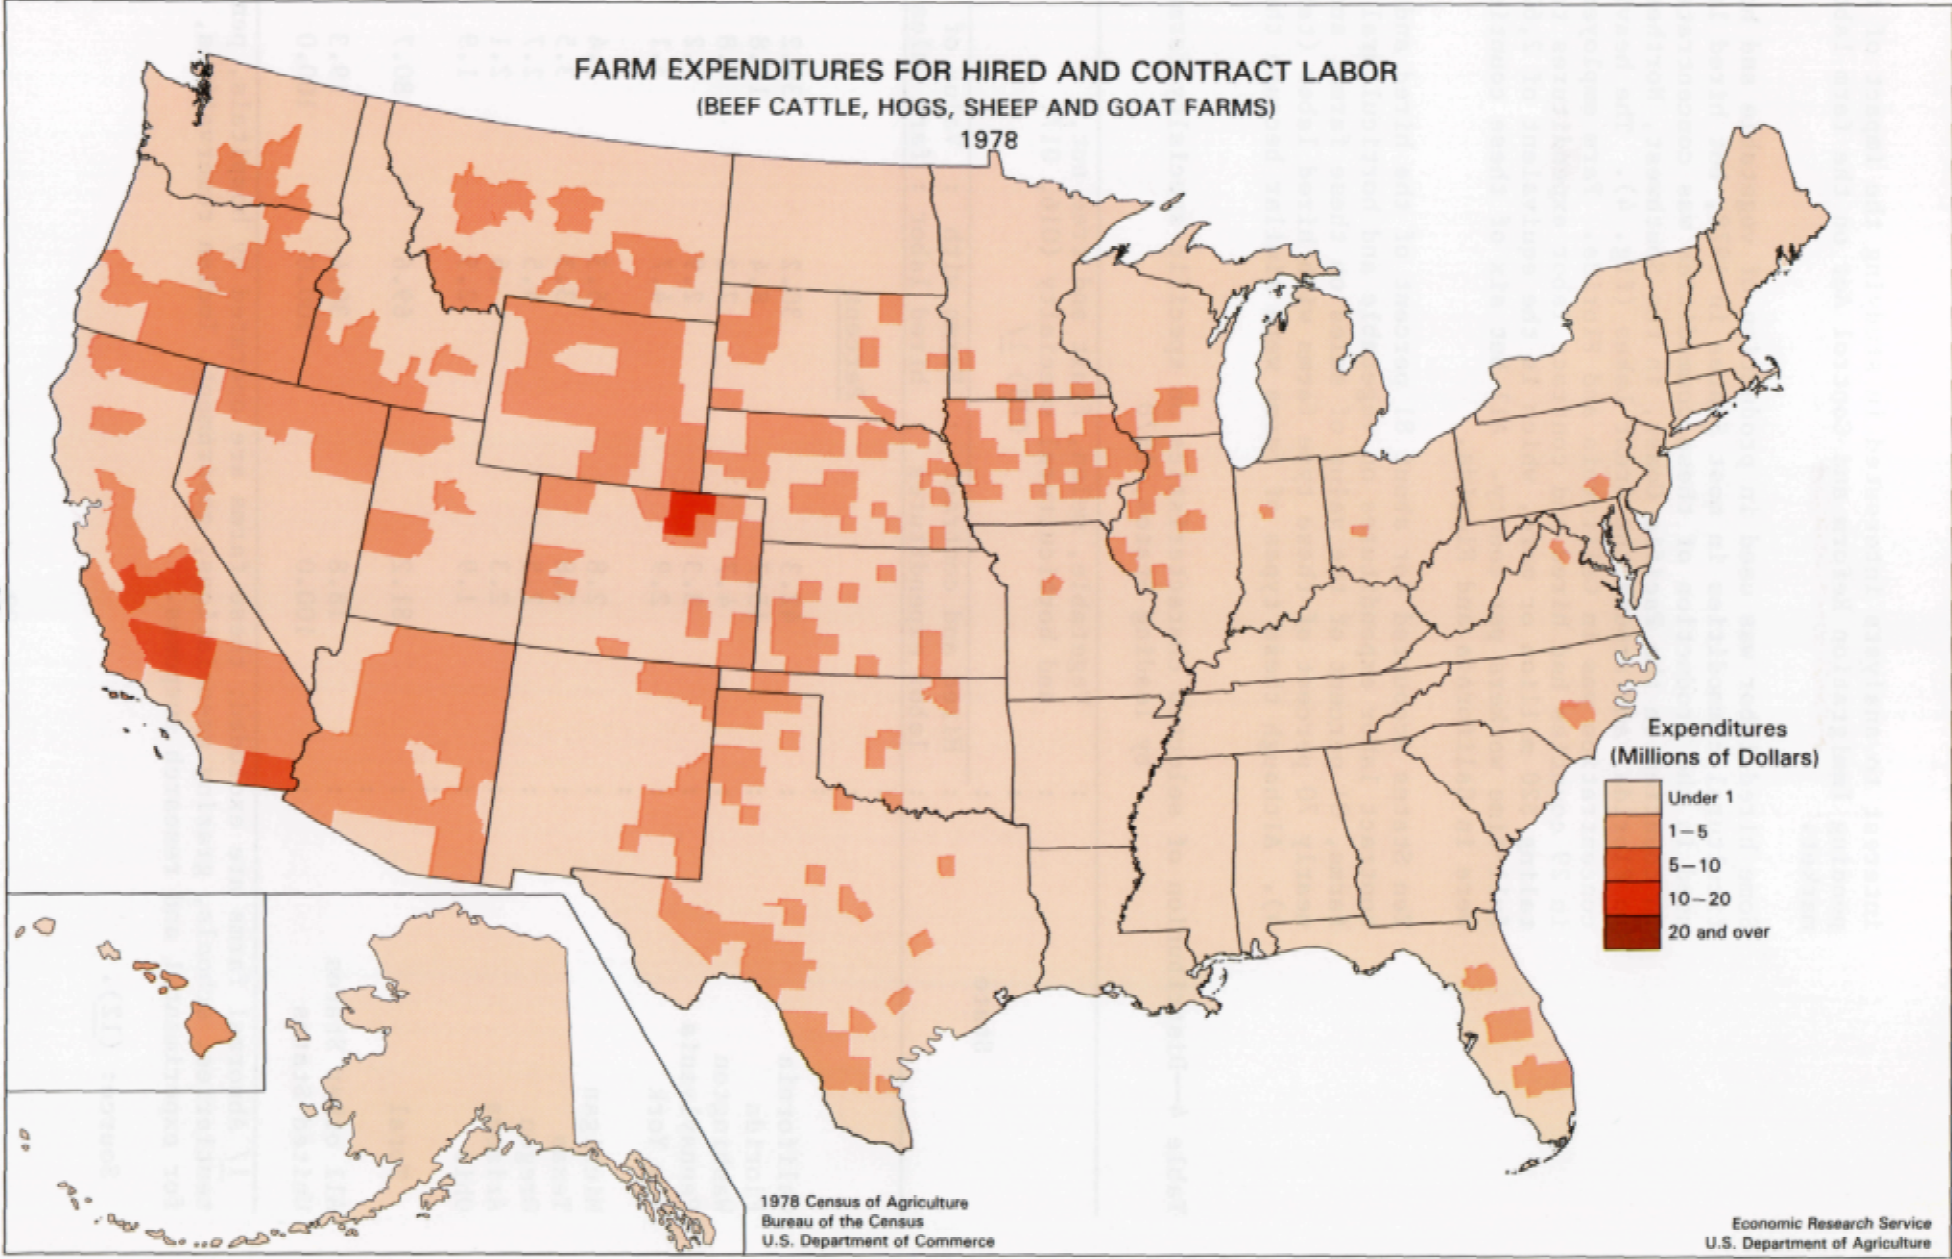 FARM EXPENDITURES FOR HIRED AND CONTRACT LABOR
(BEEF CATTLE, HOGS, SHEEP AND GOAT FARMS)
1978
Expenditures
(Millions of Dollars)
Under 1
1–5
5–10
10–20
20 and over
1978 Census of Agriculture
Bureau of the Census
U.S. Department of Commerce
Economic Research Service
U.S. Department of Agriculture